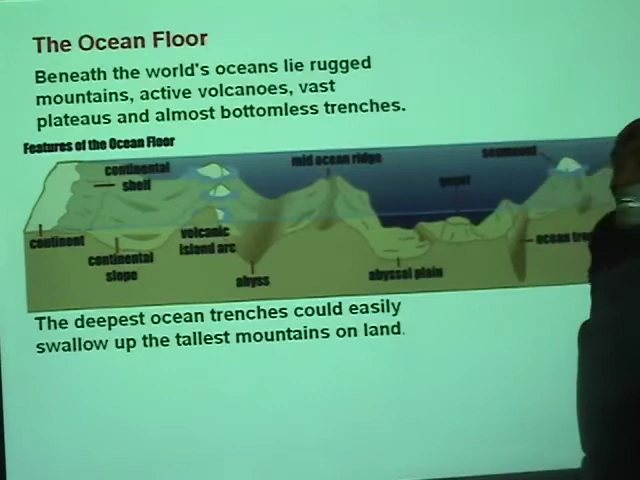 The Ocean Floor
Beneath the world's oceans lie rugged
mountains, active volcanoes, vast
plateaus and almost bottomless trenches.
Features of the Ocean Floor
continental
shelf
mid ocean ridge
seamount
guyot
continent
continental
slope
volcanic
island arc
abyss
abyssal plain
ocean
The deepest ocean trenches could easily
swallow up the tallest mountains on land.